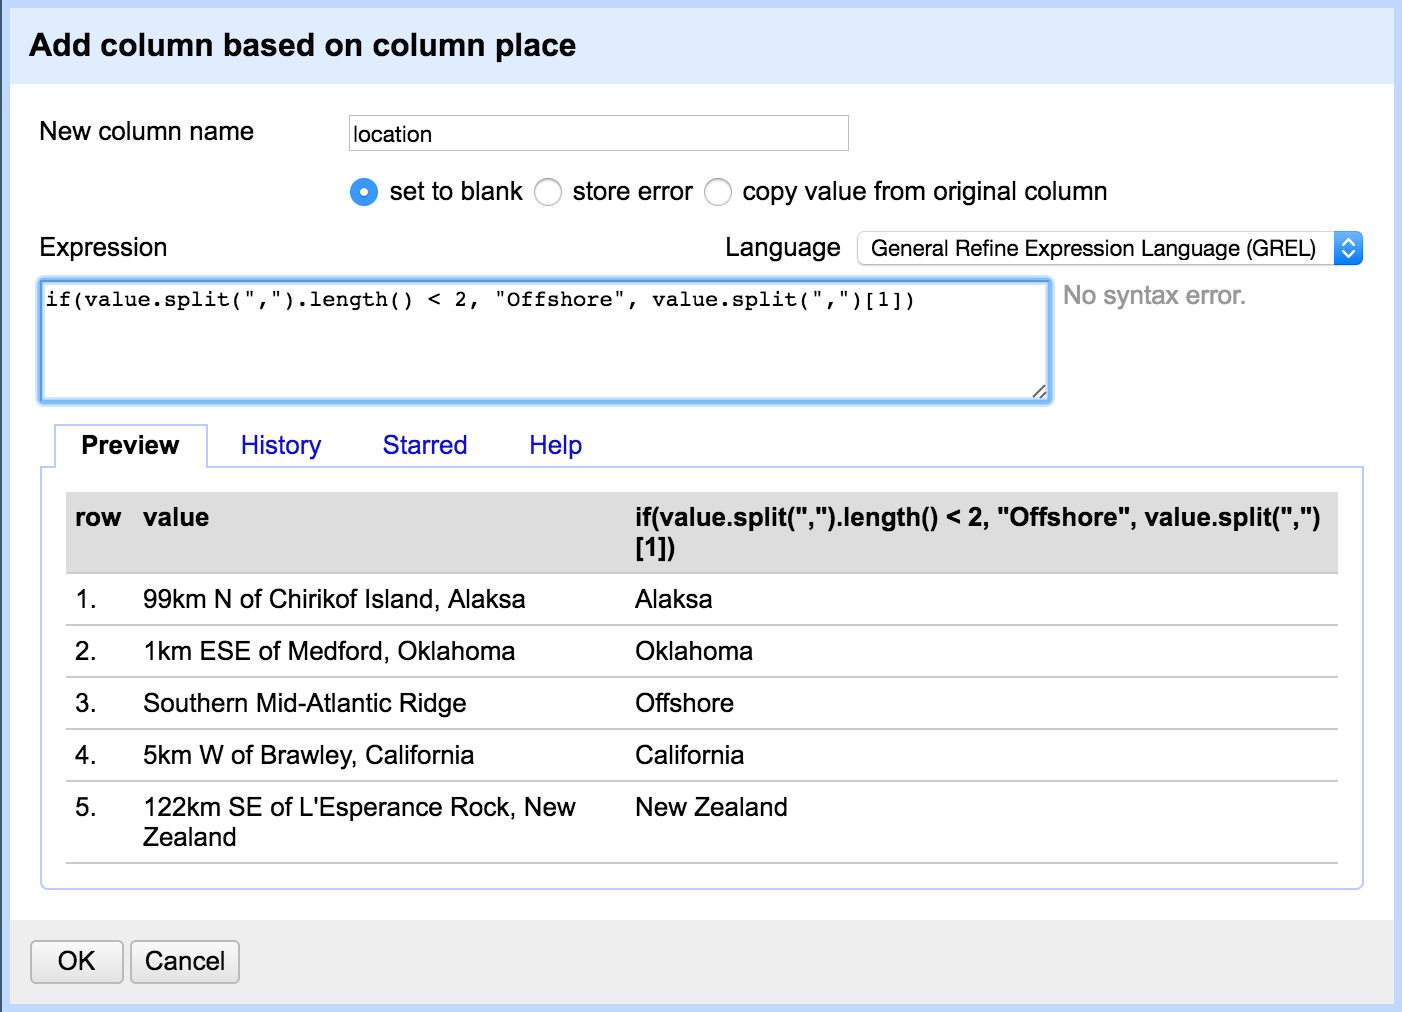 Add column based on column place
New column name
location
set to blank store error copy value from original column
Expression
Language General Refine Expression Language (GREL)
if(value.split(",").length() < 2, "Offshore", value.split(",")[1])
No syntax error.
Preview History Starred Help
row value if(value.split(",").length() < 2, "Offshore", value.split(",")
[1])
1. 99km N of Chirikof Island, Alaksa Alaksa
2. 1km ESE of Medford, Oklahoma Oklahoma
3. Southern Mid-Atlantic Ridge Offshore
4. 5km W of Brawley, California California
5. 122km SE of L'Esperance Rock, New New Zealand
Zealand
OK Cancel